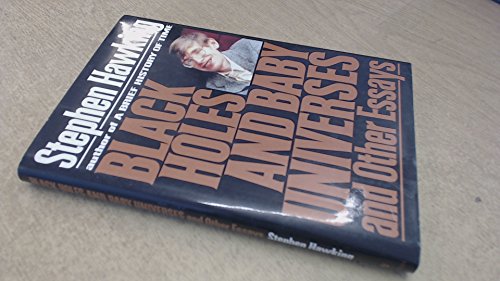 Stephen Hawking
author of A BRIEF HISTORY OF TIME
BLACK
HOLES
AND BABY
UNIVERSES
and Other Essays
BLACK HOLES AND BABY UNIVERSES and Other Essays Stephen Hawking